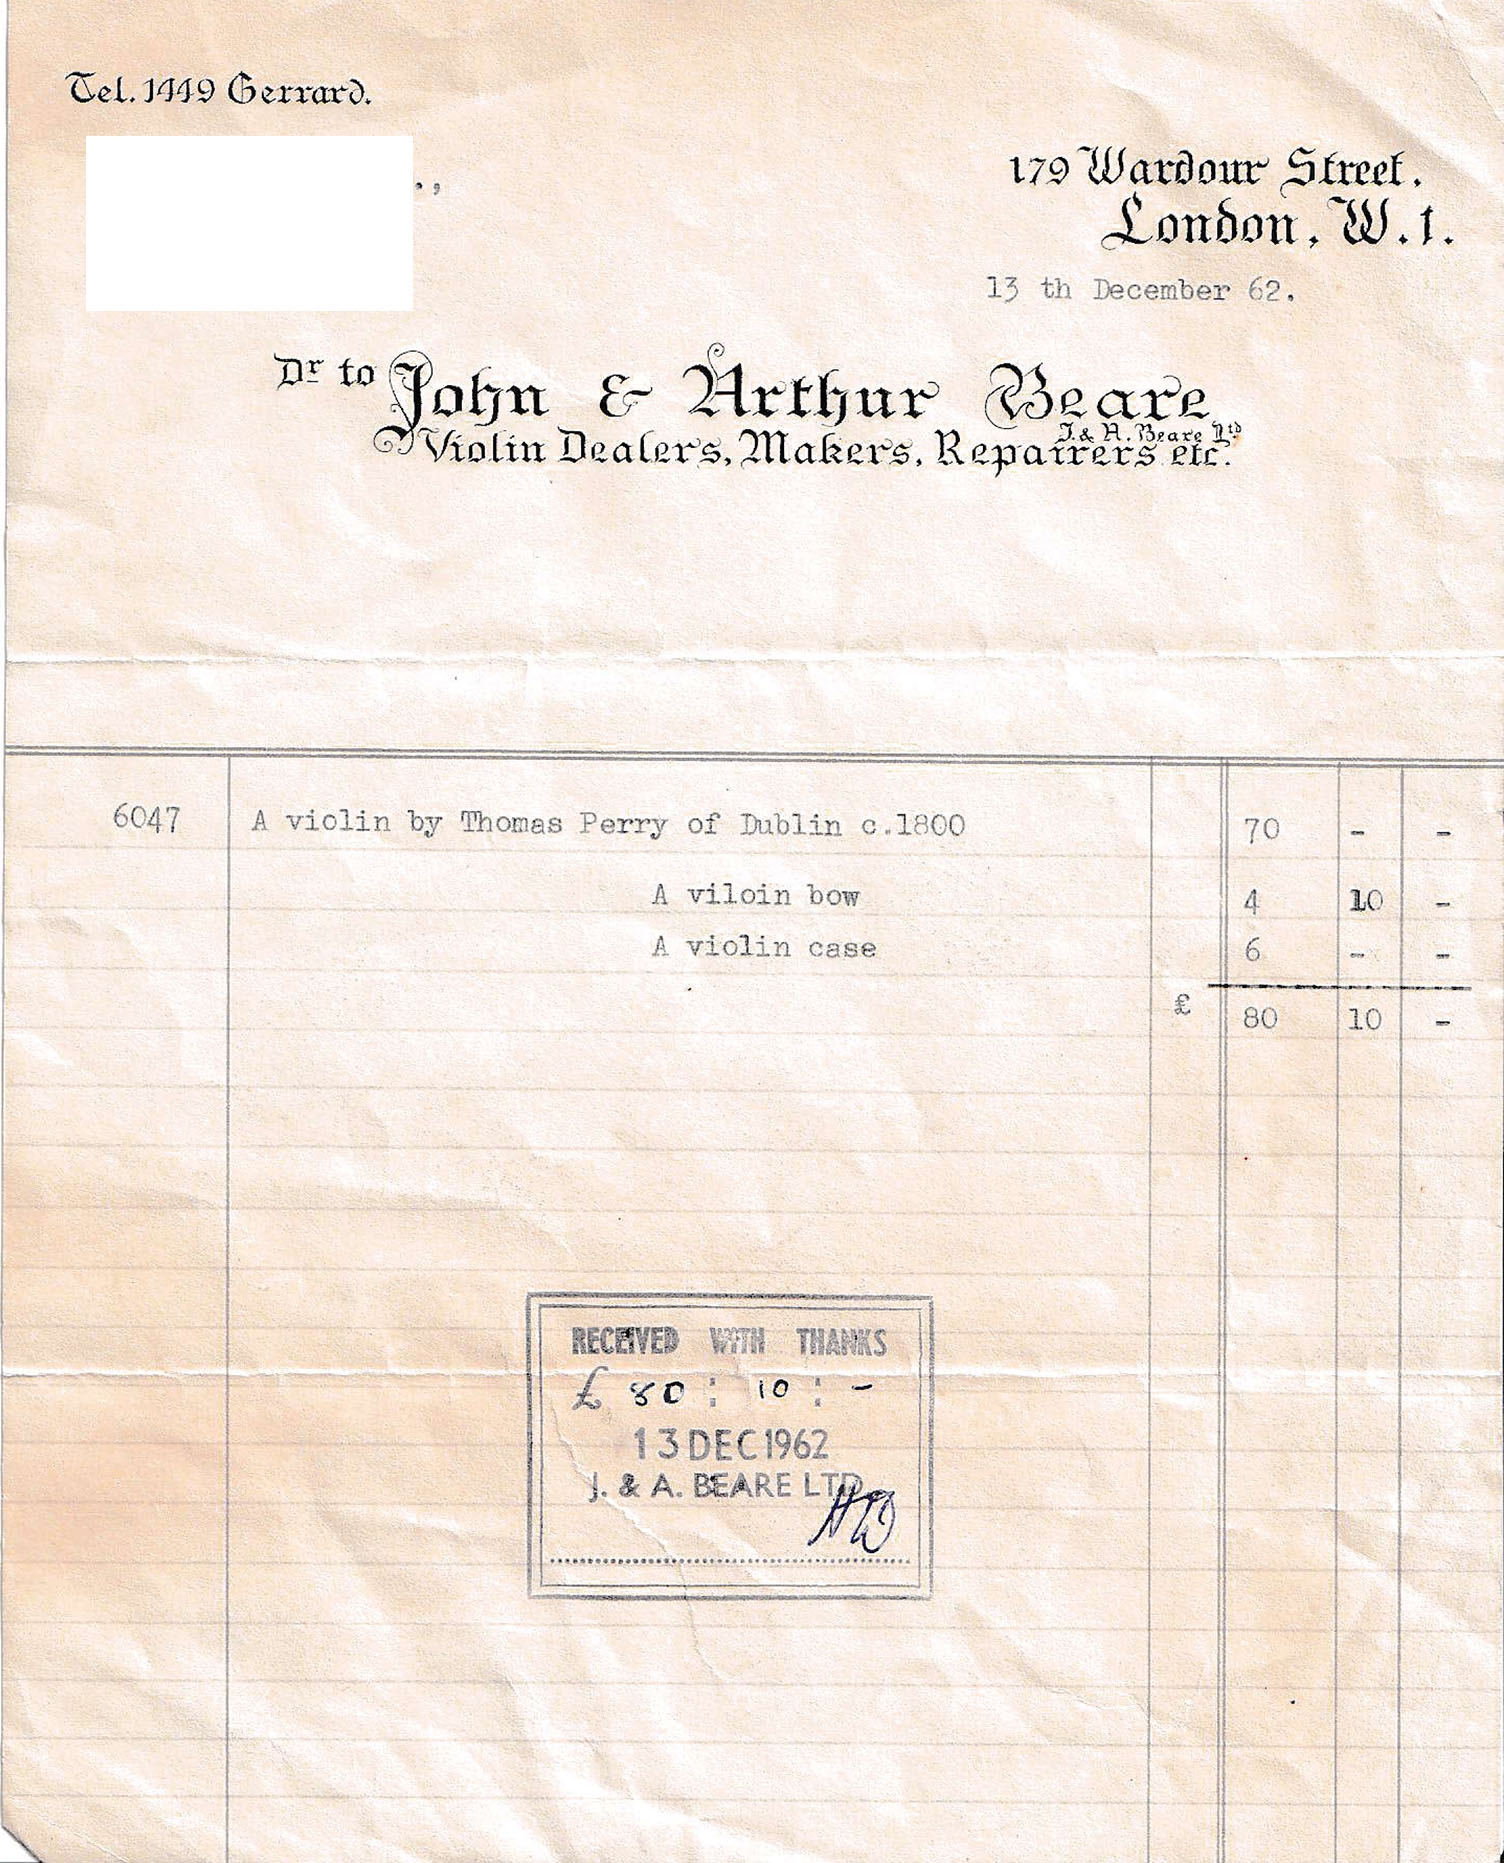 Tel. 1449 Gerrard.
.,
179 Wardour Street.
London, W.1.
13 th December 62.
Dr to John & Arthur Beare
J. & A. Beare Ltd
Violin Dealers, Makers, Repairers etc.
6047 A violin by Thomas Perry of Dublin c.1800 70 - -
A viloin bow 4 10 -
A violin case 6 - -
£ 80 10 -
RECEIVED WITH THANKS
£ 80 : 10 : -
13 DEC 1962
J. & A. BEARE LTD.